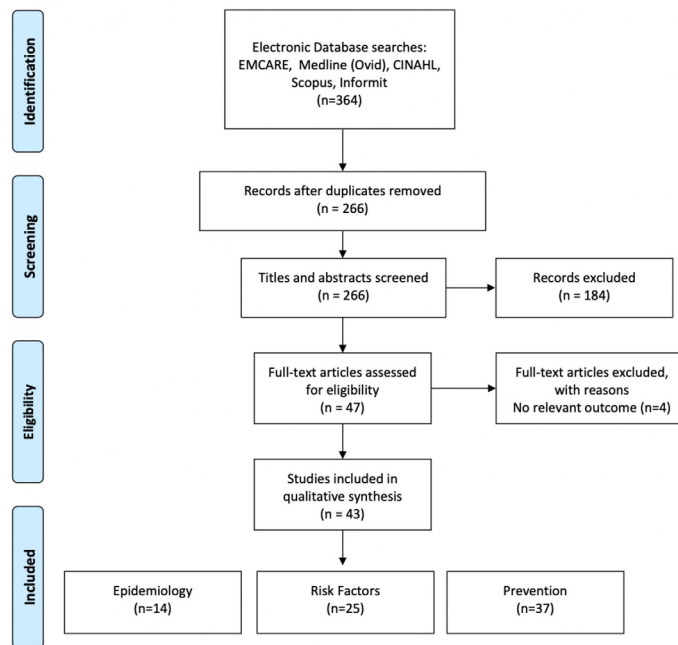 Identification
Electronic Database searches:
EMCARE, Medline (Ovid), CINAHL,
Scopus, Informit
(n=364)
Screening
Records after duplicates removed
(n = 266)
Titles and abstracts screened
(n = 266)
Records excluded
(n = 184)
Eligibility
Full-text articles assessed
for eligibility
(n = 47)
Full-text articles excluded,
with reasons
No relevant outcome (n=4)
Studies included in
qualitative synthesis
(n = 43)
Included
Epidemiology
(n=14)
Risk Factors
(n=25)
Prevention
(n=37)